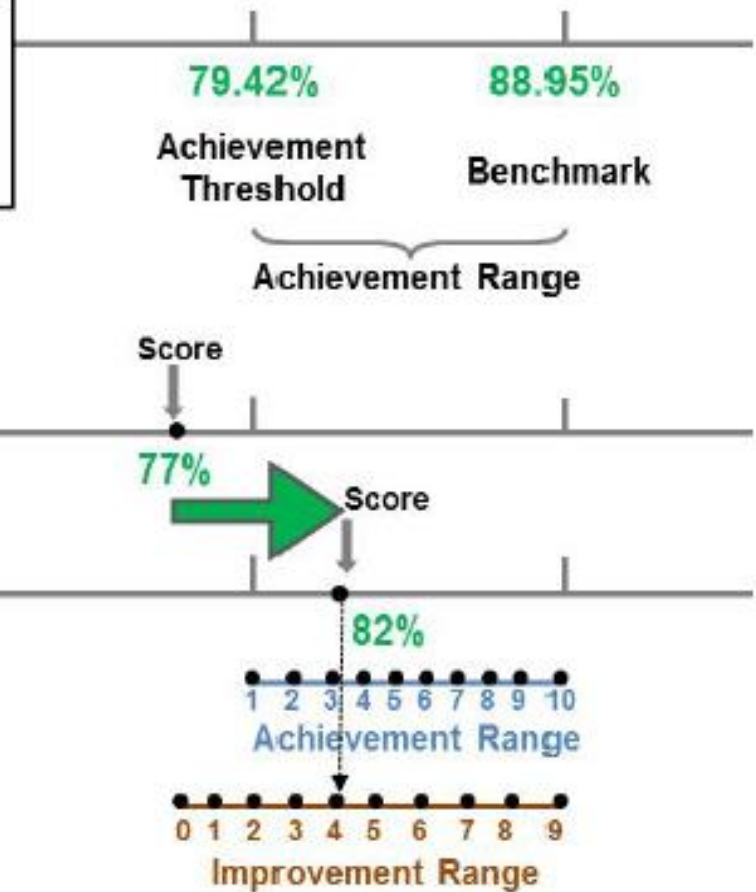 79.42% 88.95%
Achievement
Threshold
Benchmark
Achievement Range
Score
77%
Score
82%
1 2 3 4 5 6 7 8 9 10
Achievement Range
0 1 2 3 4 5 6 7 8 9
Improvement Range